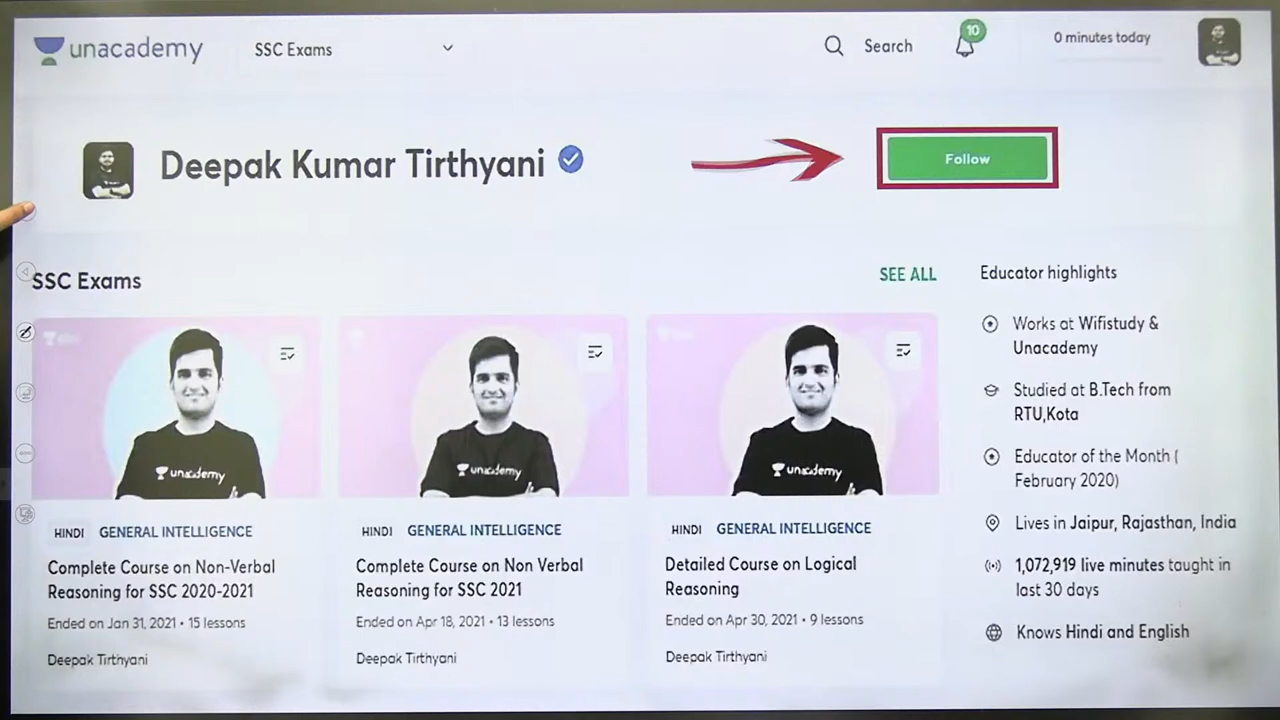 unacademy
SSC Exams
Search
10
0 minutes today
Deepak Kumar Tirthyani
Follow
SSC Exams
SEE ALL
Educator highlights
Works at Wifistudy &
Unacademy
Studied at B.Tech from
RTU,Kota
Educator of the Month (
February 2020)
Lives in Jaipur, Rajasthan, India
1,072,919 live minutes taught in
last 30 days
Knows Hindi and English
unacademy
HINDI GENERAL INTELLIGENCE
Complete Course on Non-Verbal
Reasoning for SSC 2020-2021
Ended on Jan 31, 2021 • 15 lessons
Deepak Tirthyani
unacademy
HINDI GENERAL INTELLIGENCE
Complete Course on Non Verbal
Reasoning for SSC 2021
Ended on Apr 18, 2021 • 13 lessons
Deepak Tirthyani
unacademy
HINDI GENERAL INTELLIGENCE
Detailed Course on Logical
Reasoning
Ended on Apr 30, 2021 • 9 lessons
Deepak Tirthyani